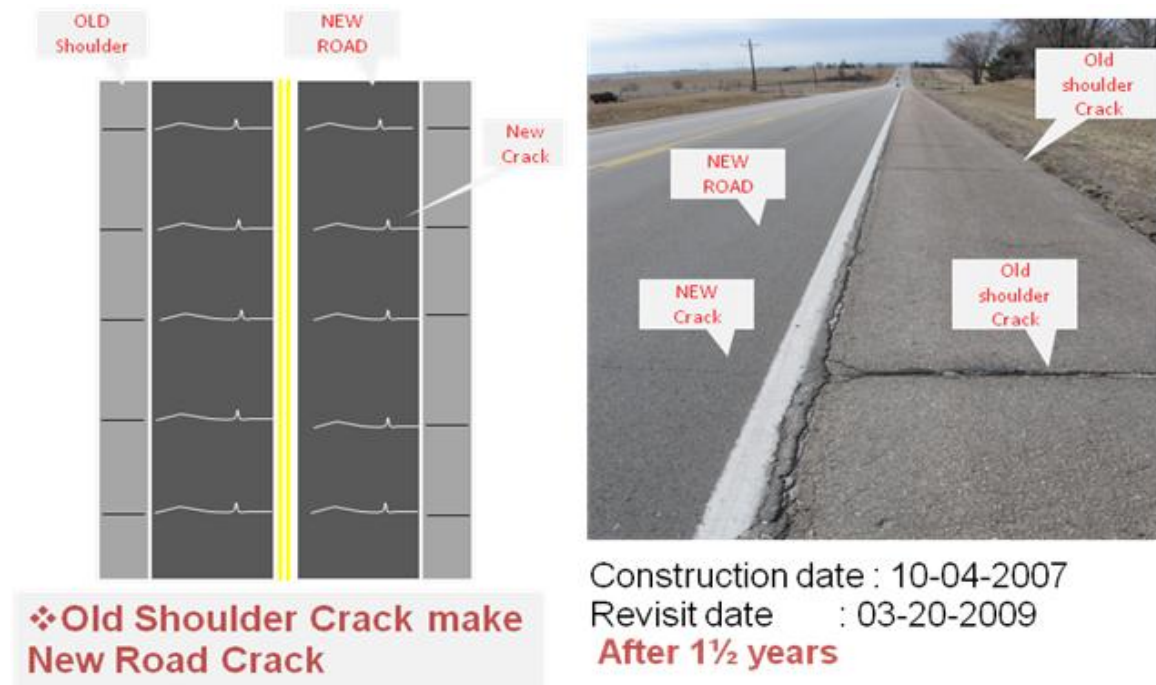 OLD
Shoulder
NEW
ROAD
New
Crack
❖Old Shoulder Crack make
New Road Crack
Old
shoulder
Crack
NEW
ROAD
Old
shoulder
Crack
NEW
Crack
Construction date : 10-04-2007
Revisit date : 03-20-2009
After 1½ years